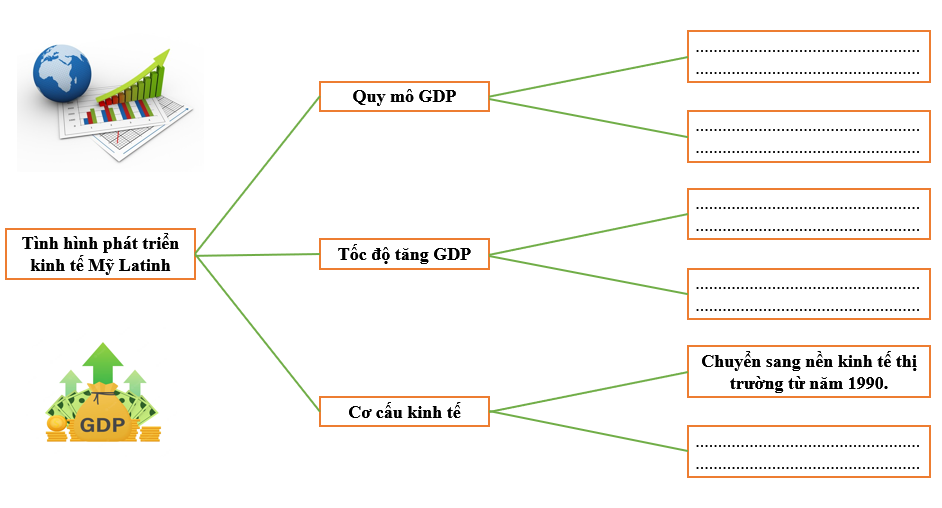 Tình hình phát triển
kinh tế Mỹ Latinh
Quy mô GDP
................................................
................................................
................................................
................................................
Tốc độ tăng GDP
................................................
................................................
................................................
................................................
Cơ cấu kinh tế
Chuyển sang nền kinh tế thị
trường từ năm 1990.
................................................
................................................
GDP